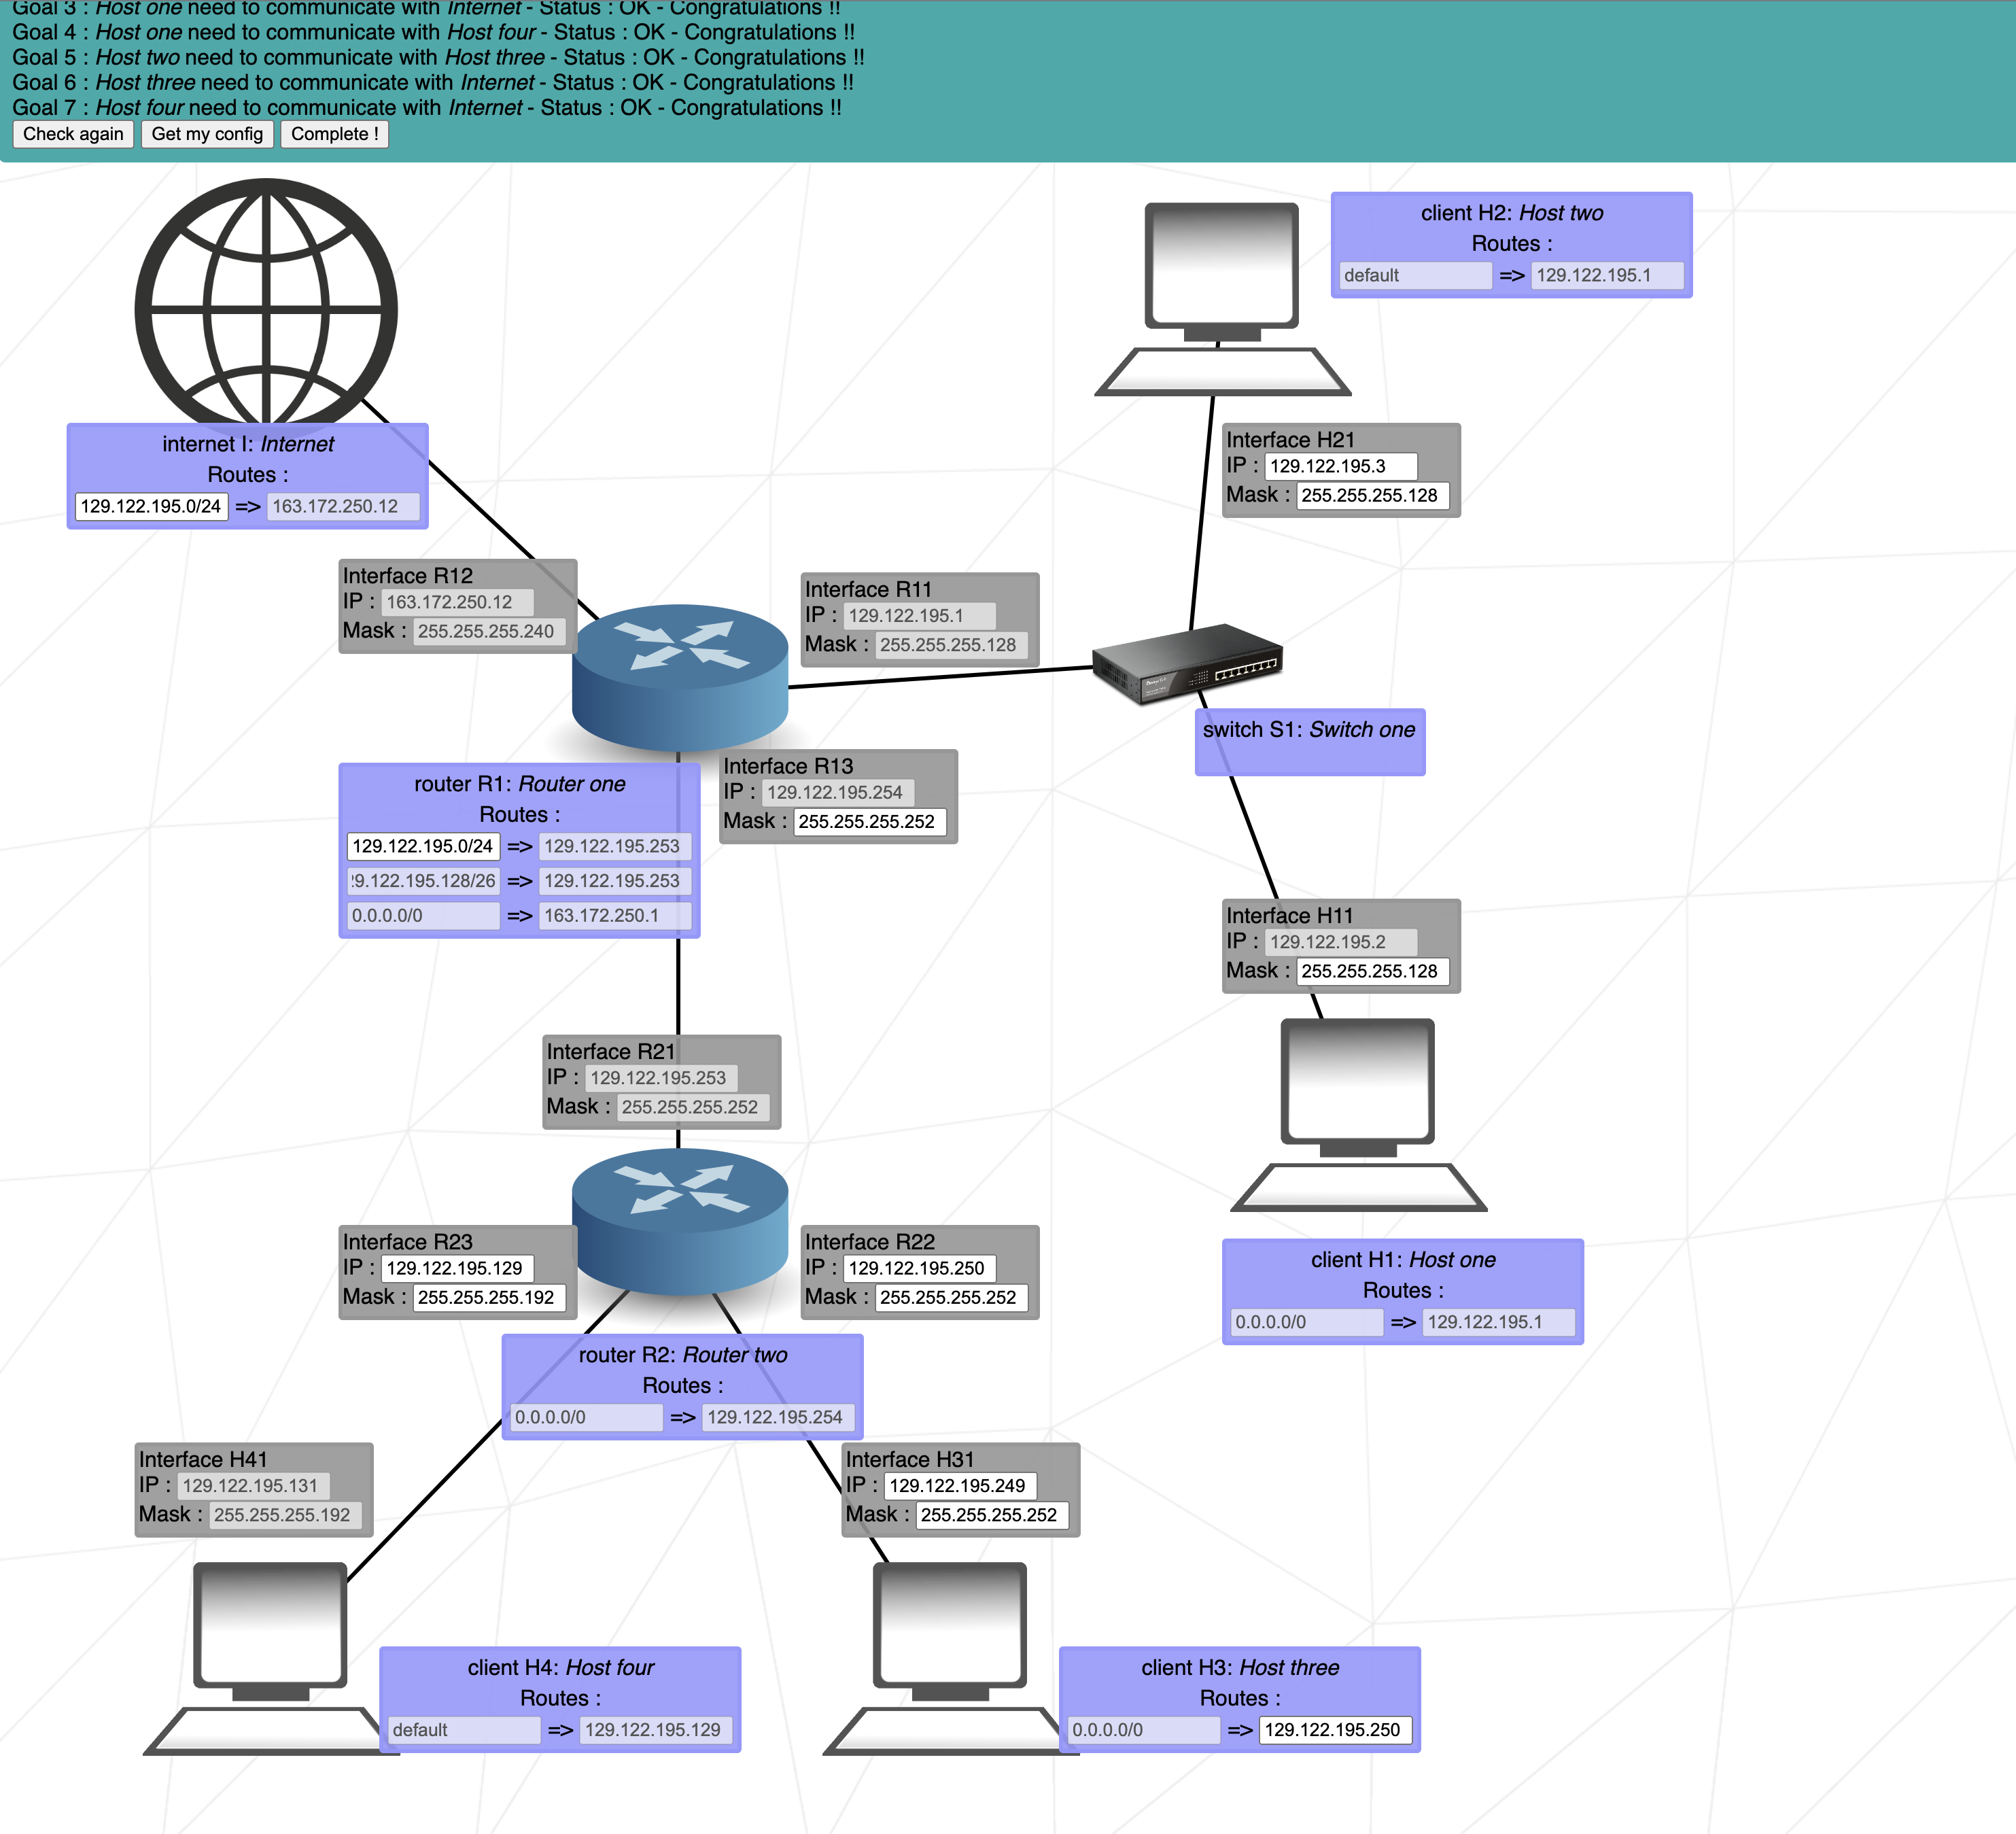 Goal 3 : Host one need to communicate with Internet - Status : OK - Congratulations !!
Goal 4 : Host one need to communicate with Host four - Status : OK - Congratulations !!
Goal 5 : Host two need to communicate with Host three - Status : OK - Congratulations !!
Goal 6 : Host three need to communicate with Internet - Status : OK - Congratulations !!
Goal 7 : Host four need to communicate with Internet - Status : OK - Congratulations !!
Check again Get my config Complete !
client H2: Host two
Routes :
default => 129.122.195.1
internet I: Internet
Routes :
129.122.195.0/24 => 163.172.250.12
Interface H21
IP : 129.122.195.3
Mask : 255.255.255.128
Interface R12
IP : 163.172.250.12
Mask : 255.255.255.240
Interface R11
IP : 129.122.195.1
Mask : 255.255.255.128
switch S1: Switch one
Interface R13
IP : 129.122.195.254
Mask : 255.255.255.252
router R1: Router one
Routes :
129.122.195.0/24 => 129.122.195.253
9.122.195.128/26 => 129.122.195.253
0.0.0.0/0 => 163.172.250.1
Interface H11
IP : 129.122.195.2
Mask : 255.255.255.128
Interface R21
IP : 129.122.195.253
Mask : 255.255.255.252
Interface R23
IP : 129.122.195.129
Mask : 255.255.255.192
Interface R22
IP : 129.122.195.250
Mask : 255.255.255.252
client H1: Host one
Routes :
0.0.0.0/0 => 129.122.195.1
router R2: Router two
Routes :
0.0.0.0/0 => 129.122.195.254
Interface H41
IP : 129.122.195.131
Mask : 255.255.255.192
Interface H31
IP : 129.122.195.249
Mask : 255.255.255.252
client H4: Host four
Routes :
default => 129.122.195.129
client H3: Host three
Routes :
0.0.0.0/0 => 129.122.195.250